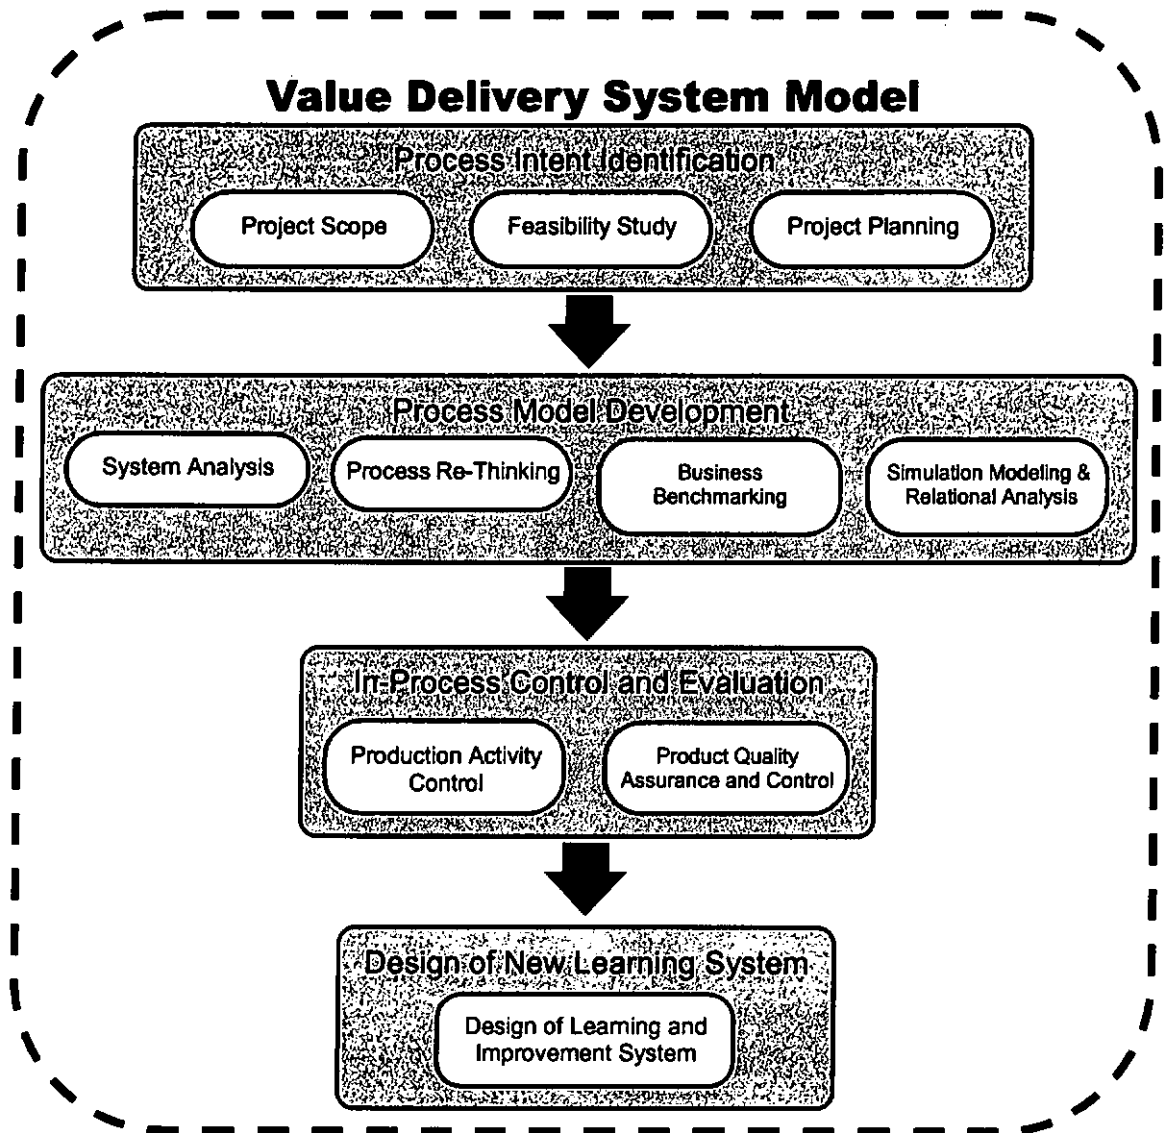 Value Delivery System Model
Process Intent Identification
Project Scope
Feasibility Study
Project Planning
Process Model Development
System Analysis
Process Re-Thinking
Business
Benchmarking
Simulation Modeling &
Relational Analysis
In-Process Control and Evaluation
Production Activity
Control
Product Quality
Assurance and Control
Design of New Learning System
Design of Learning and
Improvement System